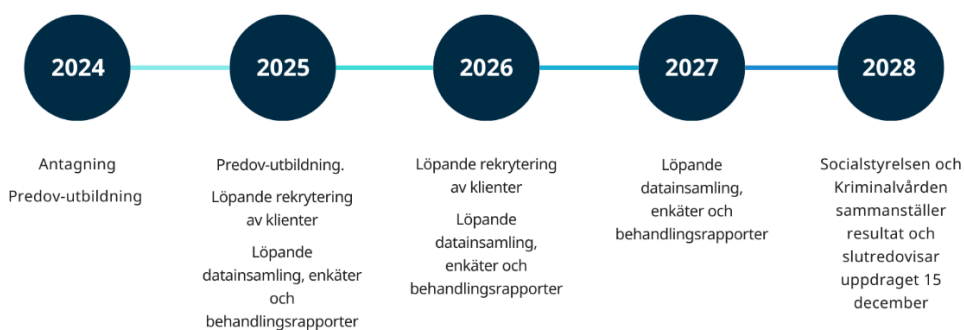 2024
Antagning
Predov-utbildning
2025
Predov-utbildning.
Löpande rekrytering
av klienter
Löpande
datainsamling, enkäter
och
behandlingsrapporter
2026
Löpande rekrytering
av klienter
Löpande
datainsamling,
enkäter och
behandlingsrapporter
2027
Löpande
datainsamling,
enkäter och
behandlingsrapporter
2028
Socialstyrelsen och
Kriminalvården
sammanställer
resultat och
slutredovisar
uppdraget 15
december